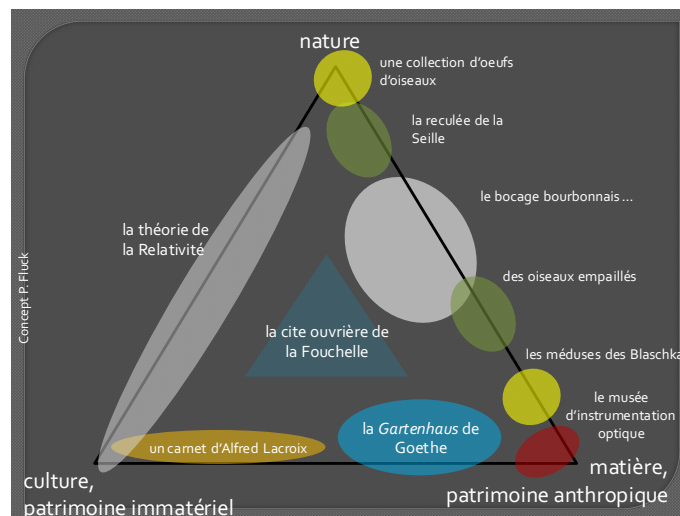 nature
une collection d'oeufs
d'oiseaux
la reculée de la
Seille
le bocage bourbonnais ...
la théorie de
la Relativité
des oiseaux empaillés
Concept P. Fluck
la cite ouvrière de
la Fouchelle
les méduses des Blaschka
le musée
d'instrumentation
optique
la Gartenhaus de
Goethe
un carnet d'Alfred Lacroix
culture,
patrimoine immatériel
matière,
patrimoine anthropique